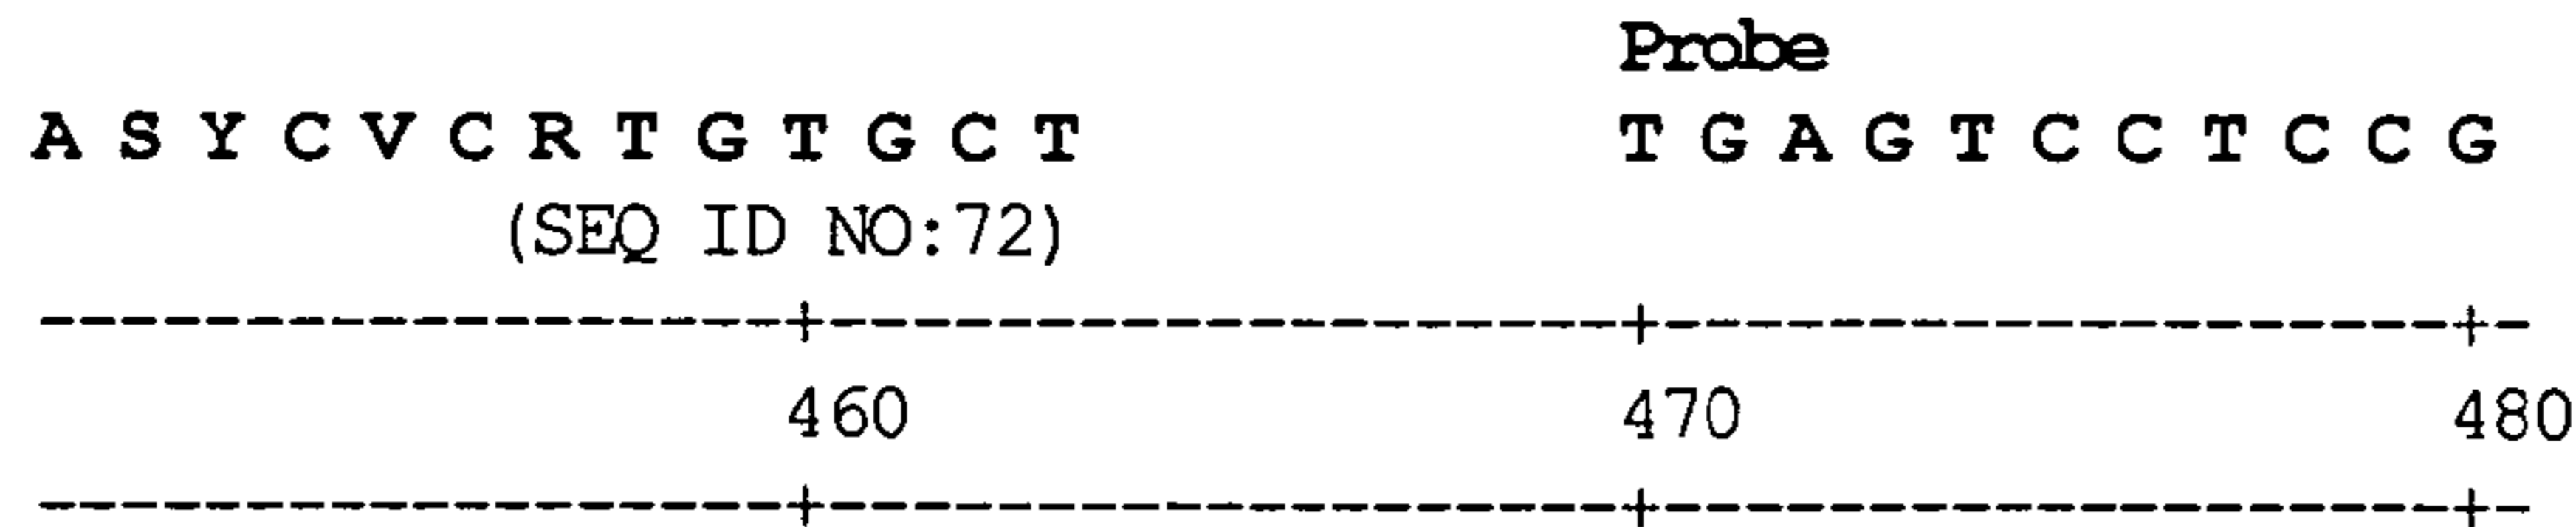 Probe
A S Y C V C R T G T G C T T G A G T C C T C C G
(SEQ ID NO:72)
------------------+-------------------+-------------------+--
460 470 480
------------------+-------------------+-------------------+--